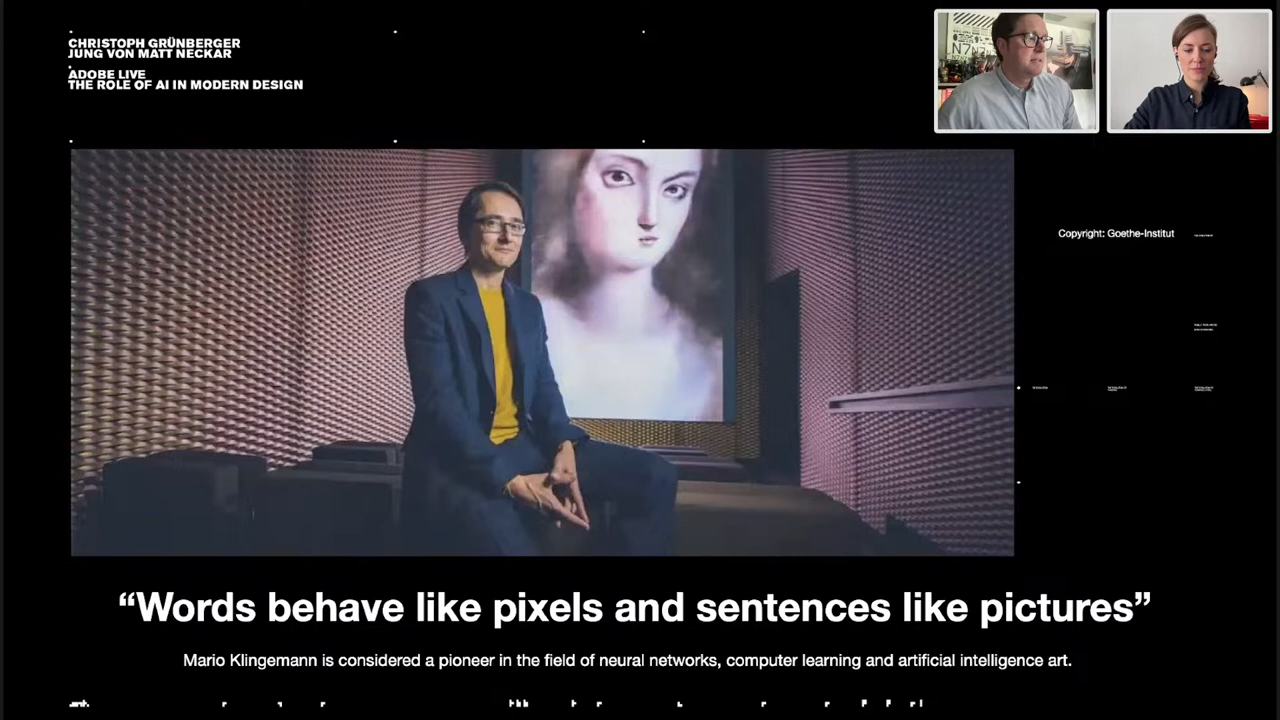 CHRISTOPH GRÜNBERGER
JUNG VON MATT NECKAR
ADOBE LIVE
THE ROLE OF AI IN MODERN DESIGN
Copyright: Goethe-Institut
“Words behave like pixels and sentences like pictures”
Mario Klingemann is considered a pioneer in the field of neural networks, computer learning and artificial intelligence art.